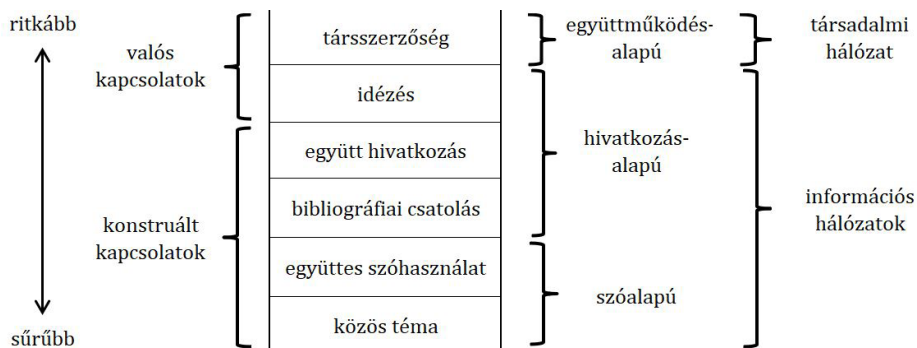 ritkább
sűrűbb
valós
kapcsolatok
konstruált
kapcsolatok
társszerzőség
idézés
együtt hivatkozás
bibliográfiai csatolás
együttes szóhasználat
közös téma
együttműködés-
alapú
hivatkozás-
alapú
szóalapú
társadalmi
hálózat
információs
hálózatok